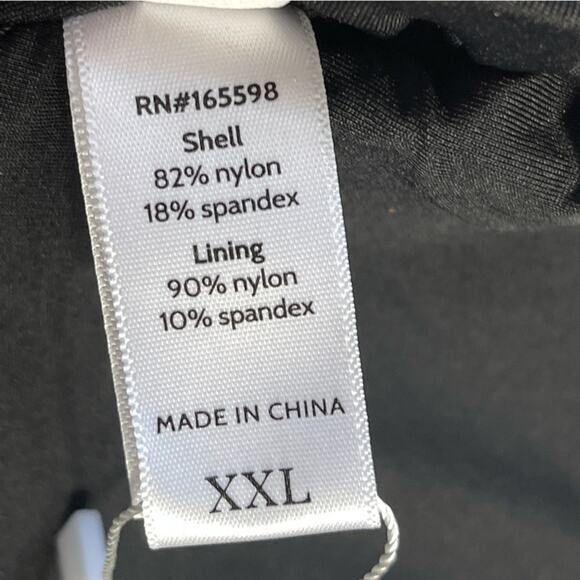 RN#165598
Shell
82% nylon
18% spandex
Lining
90% nylon
10% spandex
MADE IN CHINA
XXL